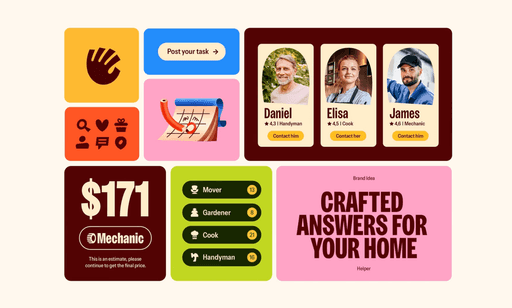 Post your task →
Daniel
★ 4,3 | Handyman
Contact him
Elisa
★ 4,5 | Cook
Contact her
James
★ 4,6 | Mechanic
Contact him
$171
Mechanic
This is an estimate, please
continue to get the final price.
Mover
Gardener
8
Cook
21
Handyman
Brand Idea
CRAFTED
ANSWERS FOR
YOUR HOME
Helper